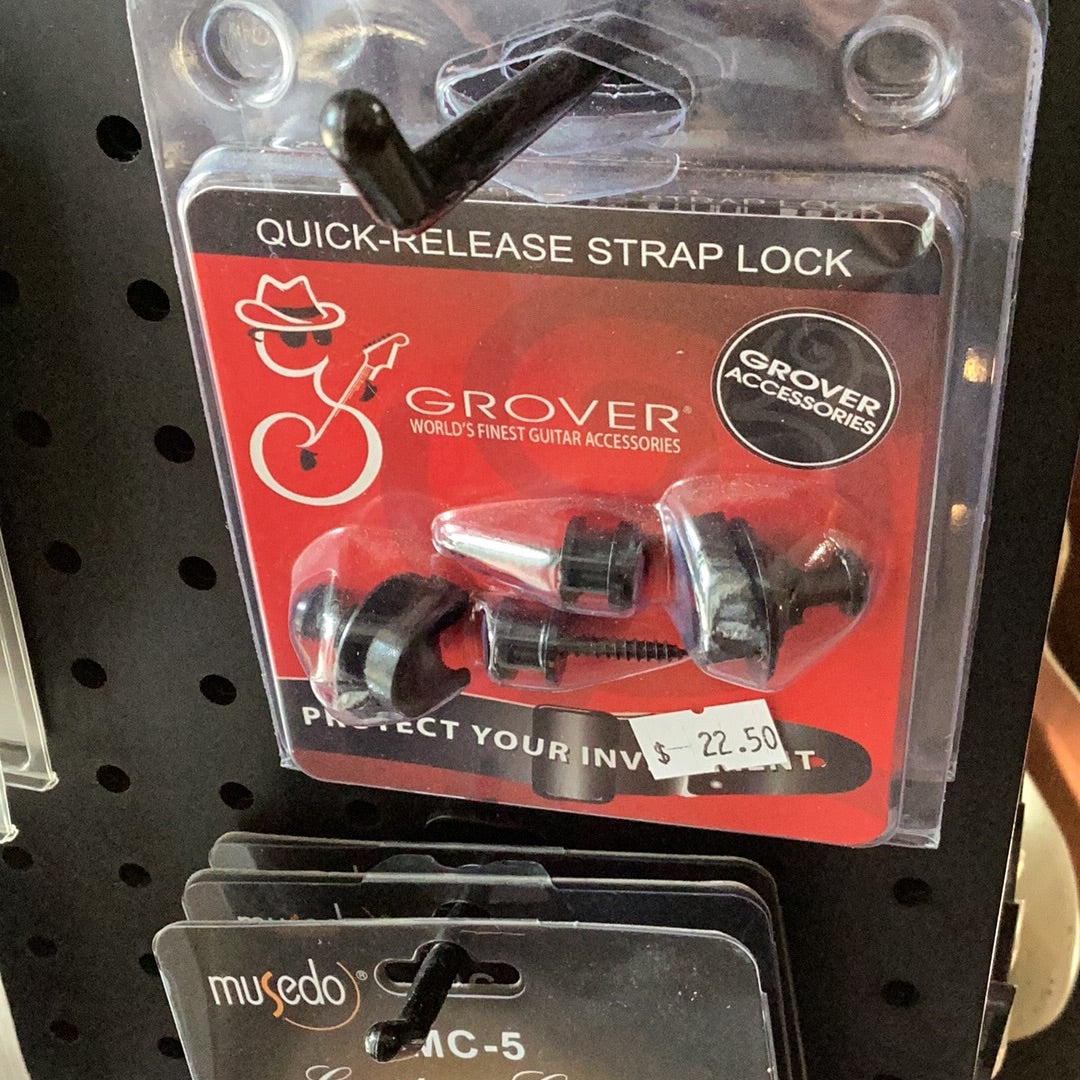 QUICK-RELEASE STRAP LOCK
GROVER®
WORLD'S FINEST GUITAR ACCESSORIES
GROVER
ACCESSORIES
PROTECT YOUR INV    ENT
$ 22.50
musedo®
MC-5